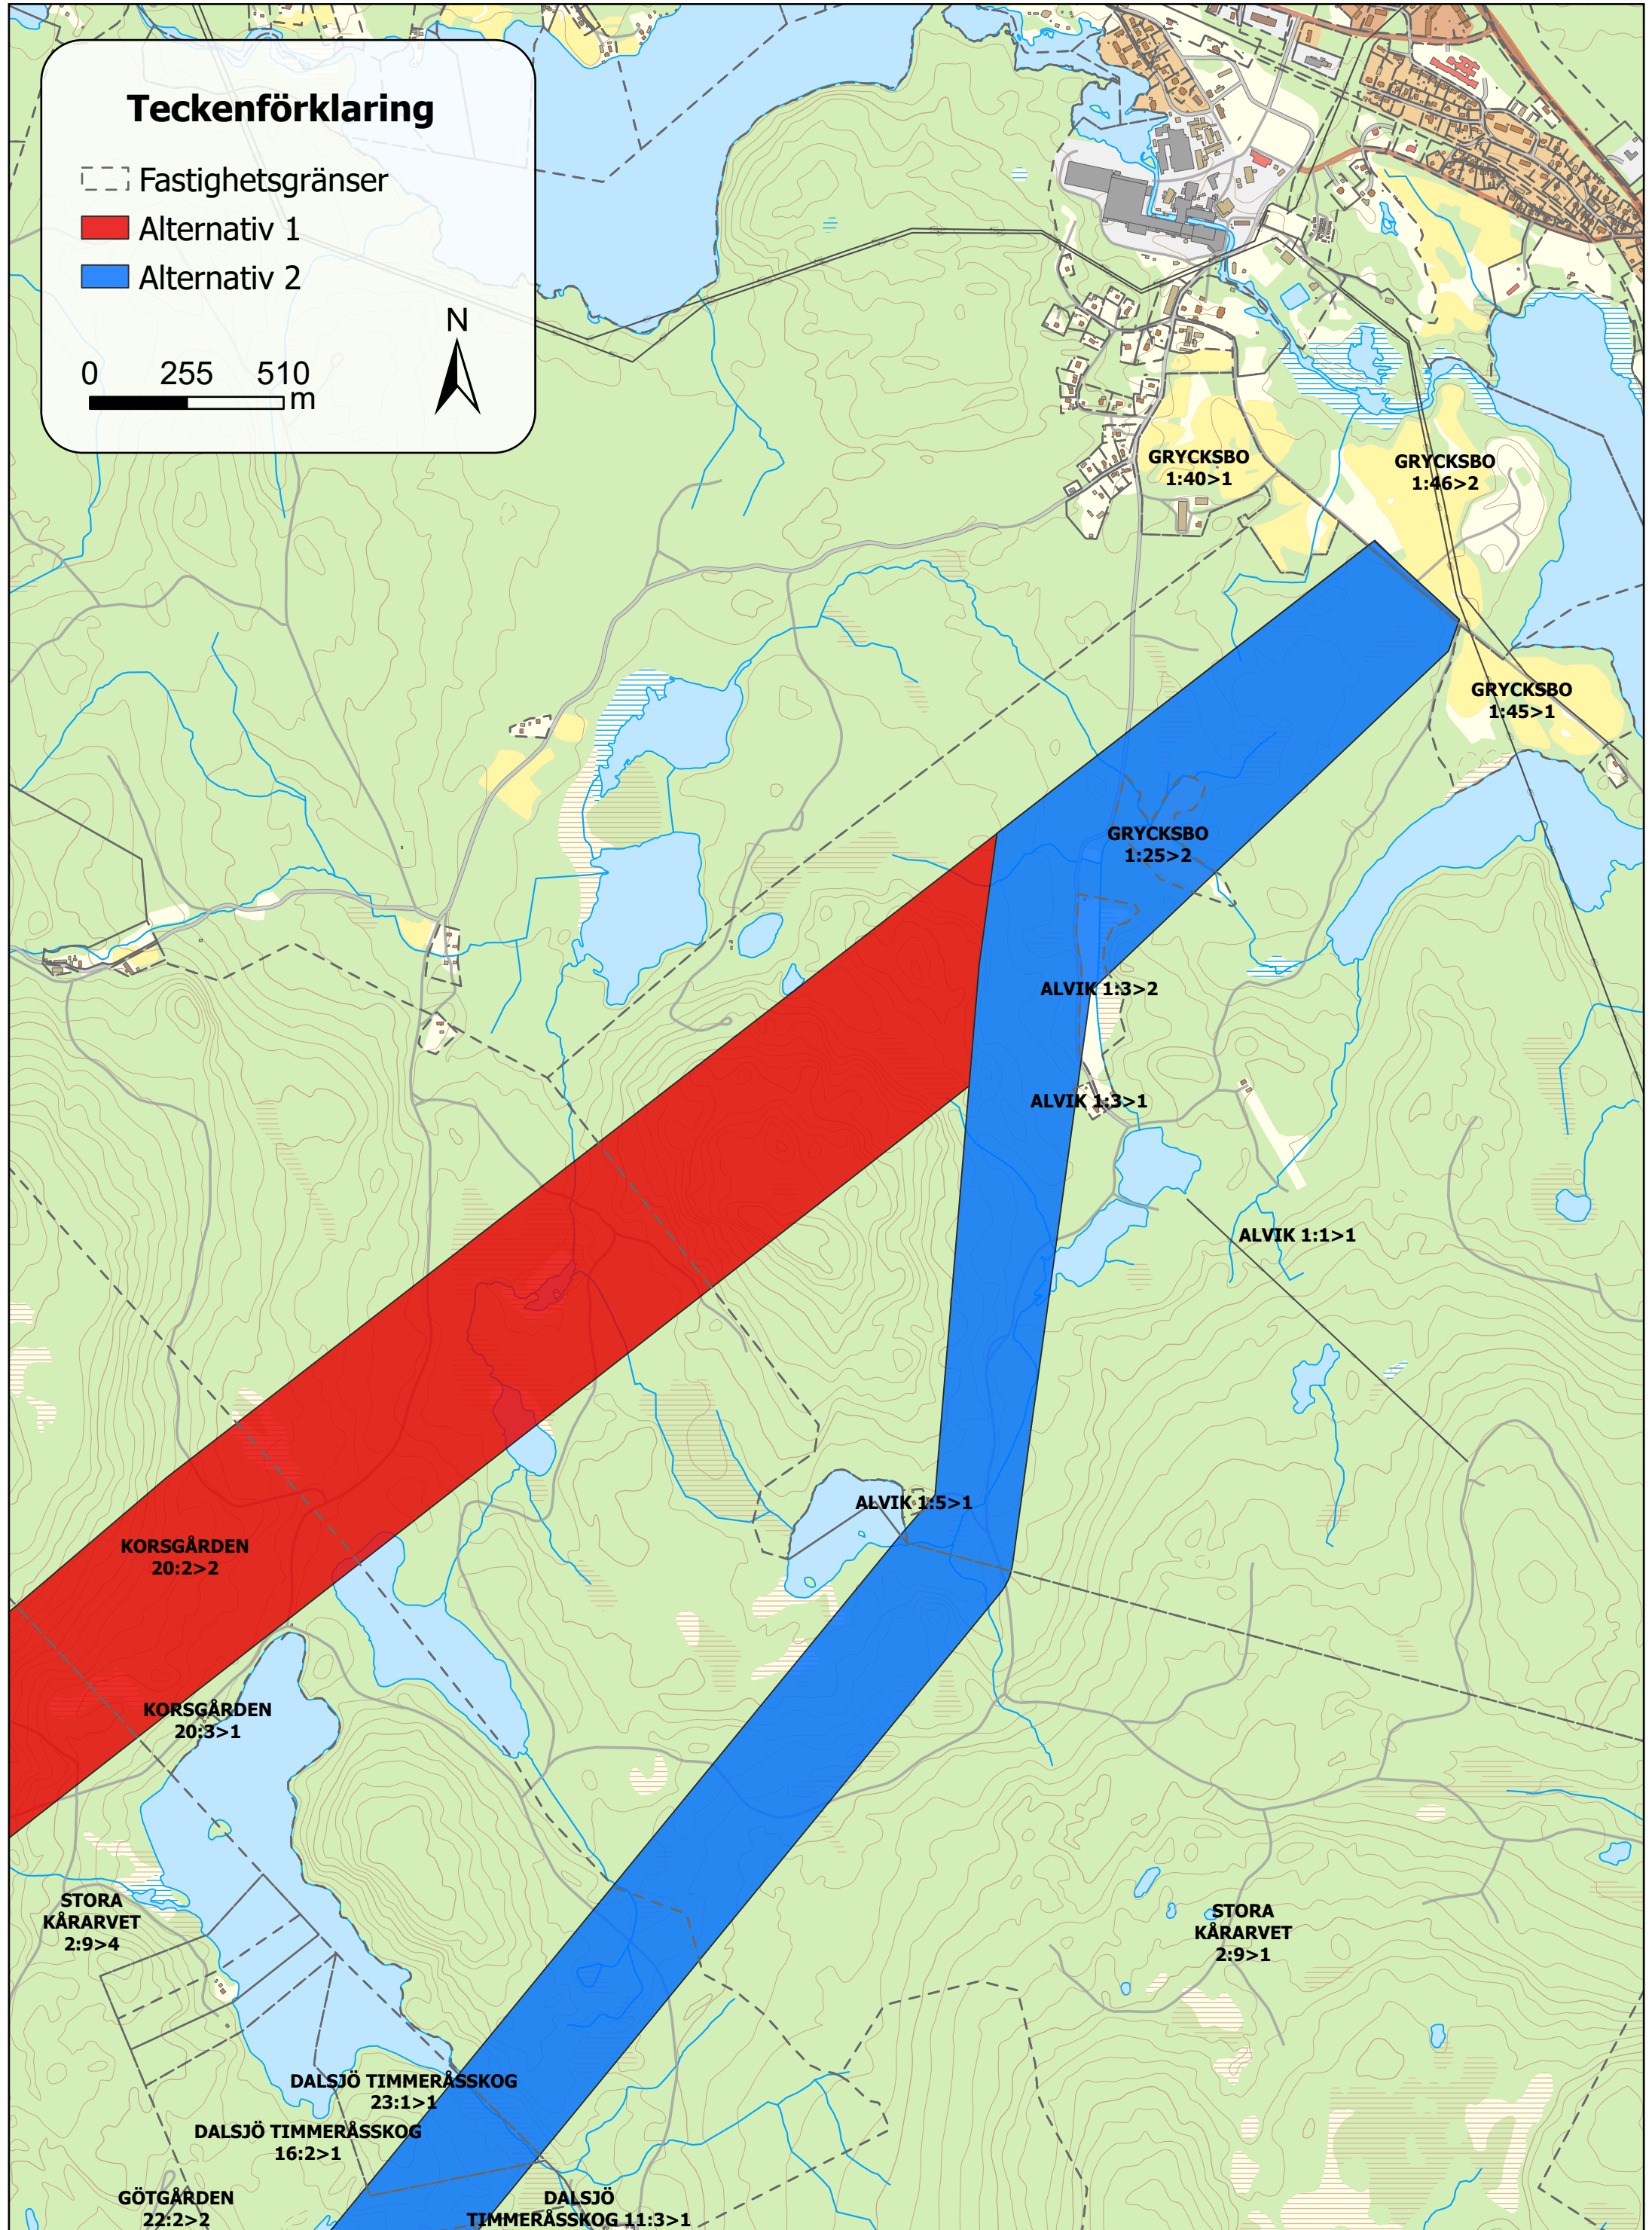 Teckenförklaring
Fastighetsgränser
Alternativ 1
Alternativ 2
N
0 255 510
m
GRYCKSBO
1:40>1
GRYCKSBO
1:46>2
GRYCKSBO
1:45>1
GRYCKSBO
1:25>2
ALVIK 1:3>2
ALVIK 1:3>1
ALVIK 1:1>1
ALVIK 1:5>1
KORSGÅRDEN
20:2>2
KORSGÅRDEN
20:3>1
STORA
KÅRARVET
2:9>4
STORA
KÅRARVET
2:9>1
DALSJÖ TIMMERÅSSKOG
23:1>1
DALSJÖ TIMMERÅSSKOG
16:2>1
GÖTGÅRDEN
22:2>2
DALSJÖ
TIMMERÅSSKOG 11:3>1